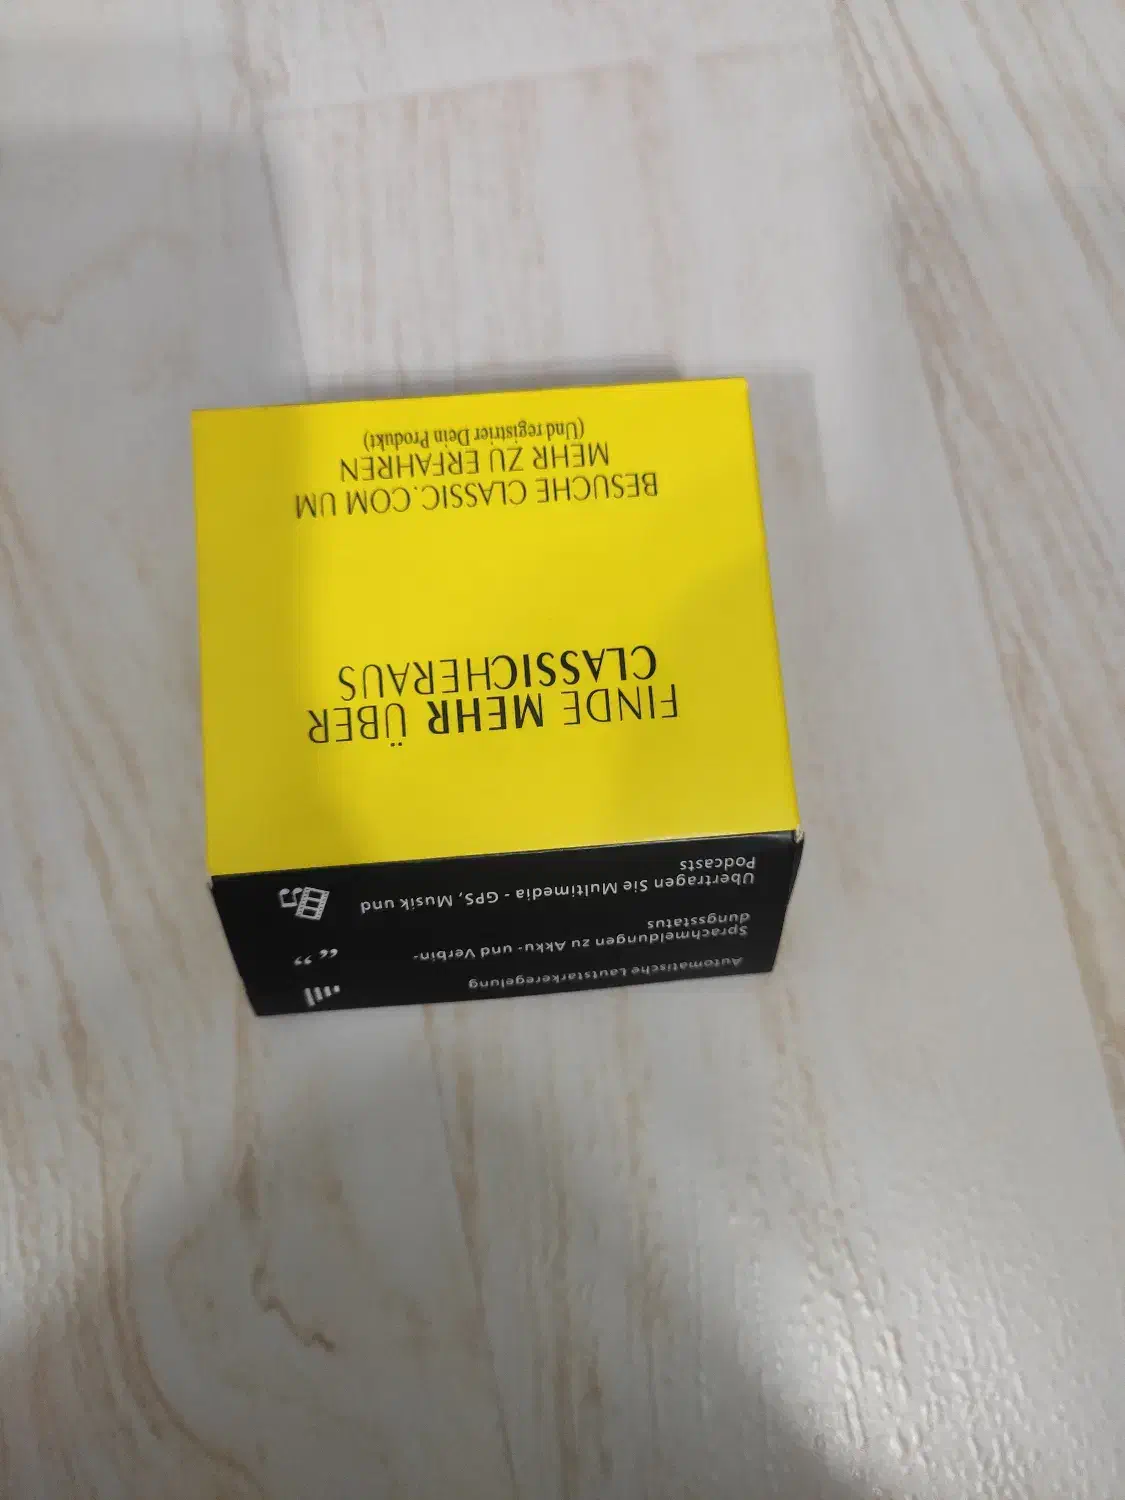 FINDE MEHR ÜBER
CLASSICHERAUS
BESUCHE CLASSIC.COM UM
MEHR ZU ERFAHREN
(Und registrier Dein Produkt)
Automatische Lautstärkeregelung
Sprachmeldungen zu Akku- und Verbin-
dungsstatus
Übertragen Sie Multimedia - GPS, Musik und
Podcasts